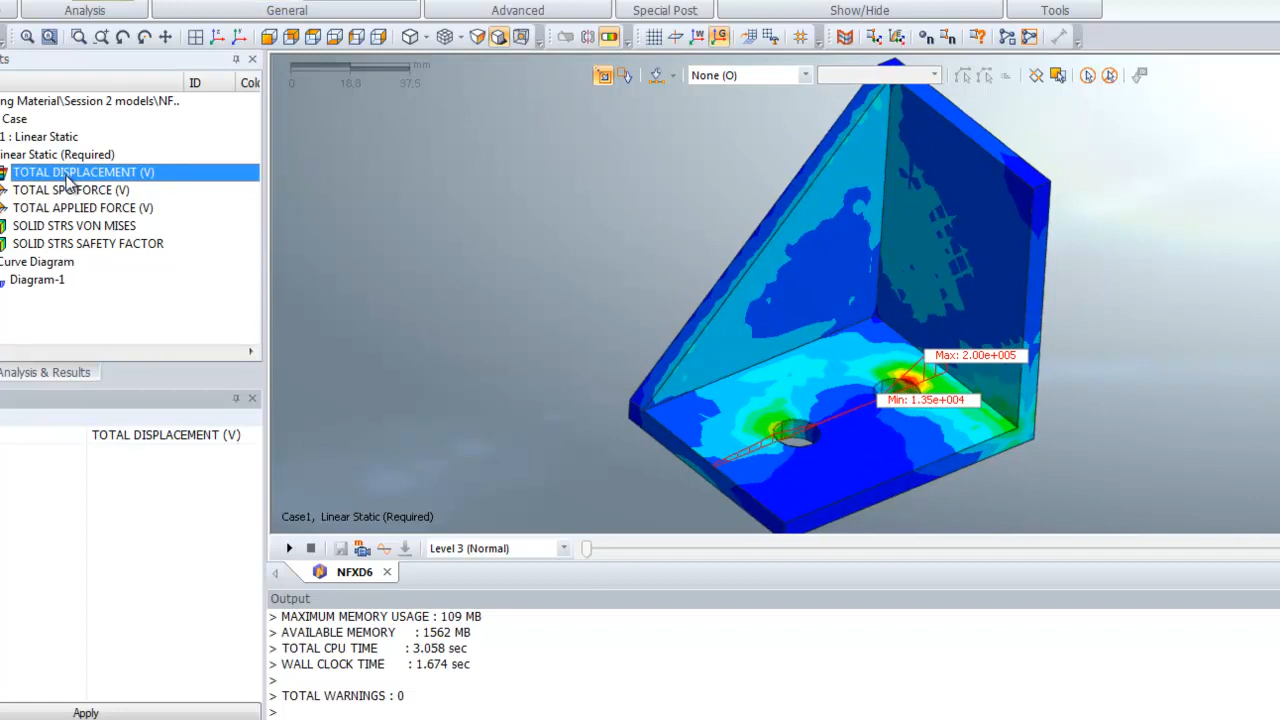 Analysis
General
Advanced
Special Post
Show/Hide
Tools
ts
ID
Colo
ng Material\Session 2 models\NF..
Case
1 : Linear Static
inear Static (Required)
TOTAL DISPLACEMENT (V)
TOTAL SPC FORCE (V)
TOTAL APPLIED FORCE (V)
SOLID STRS VON MISES
SOLID STRS SAFETY FACTOR
Curve Diagram
Diagram-1
Analysis & Results
TOTAL DISPLACEMENT (V)
Apply
mm
0 18,8 37,5
None (O)
Max: 2.00e+005
Min: 1.35e+004
Case1, Linear Static (Required)
Level 3 (Normal)
NFXD6
Output
> MAXIMUM MEMORY USAGE : 109 MB
> AVAILABLE MEMORY : 1562 MB
> TOTAL CPU TIME : 3.058 sec
> WALL CLOCK TIME : 1.674 sec
>
> TOTAL WARNINGS : 0
>